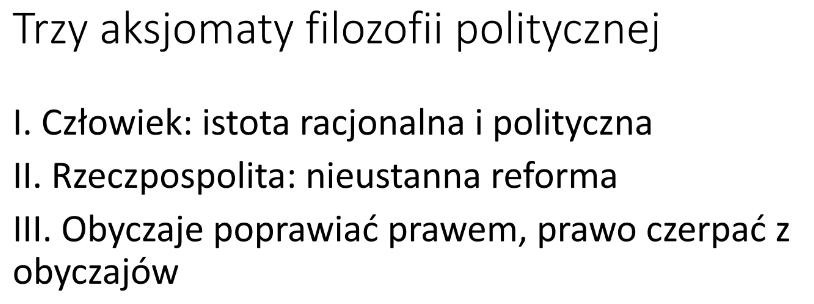 Trzy aksjomaty filozofii politycznej
I. Człowiek: istota racjonalna i polityczna
II. Rzeczpospolita: nieustanna reforma
III. Obyczaje poprawiać prawem, prawo czerpać z
obyczajów